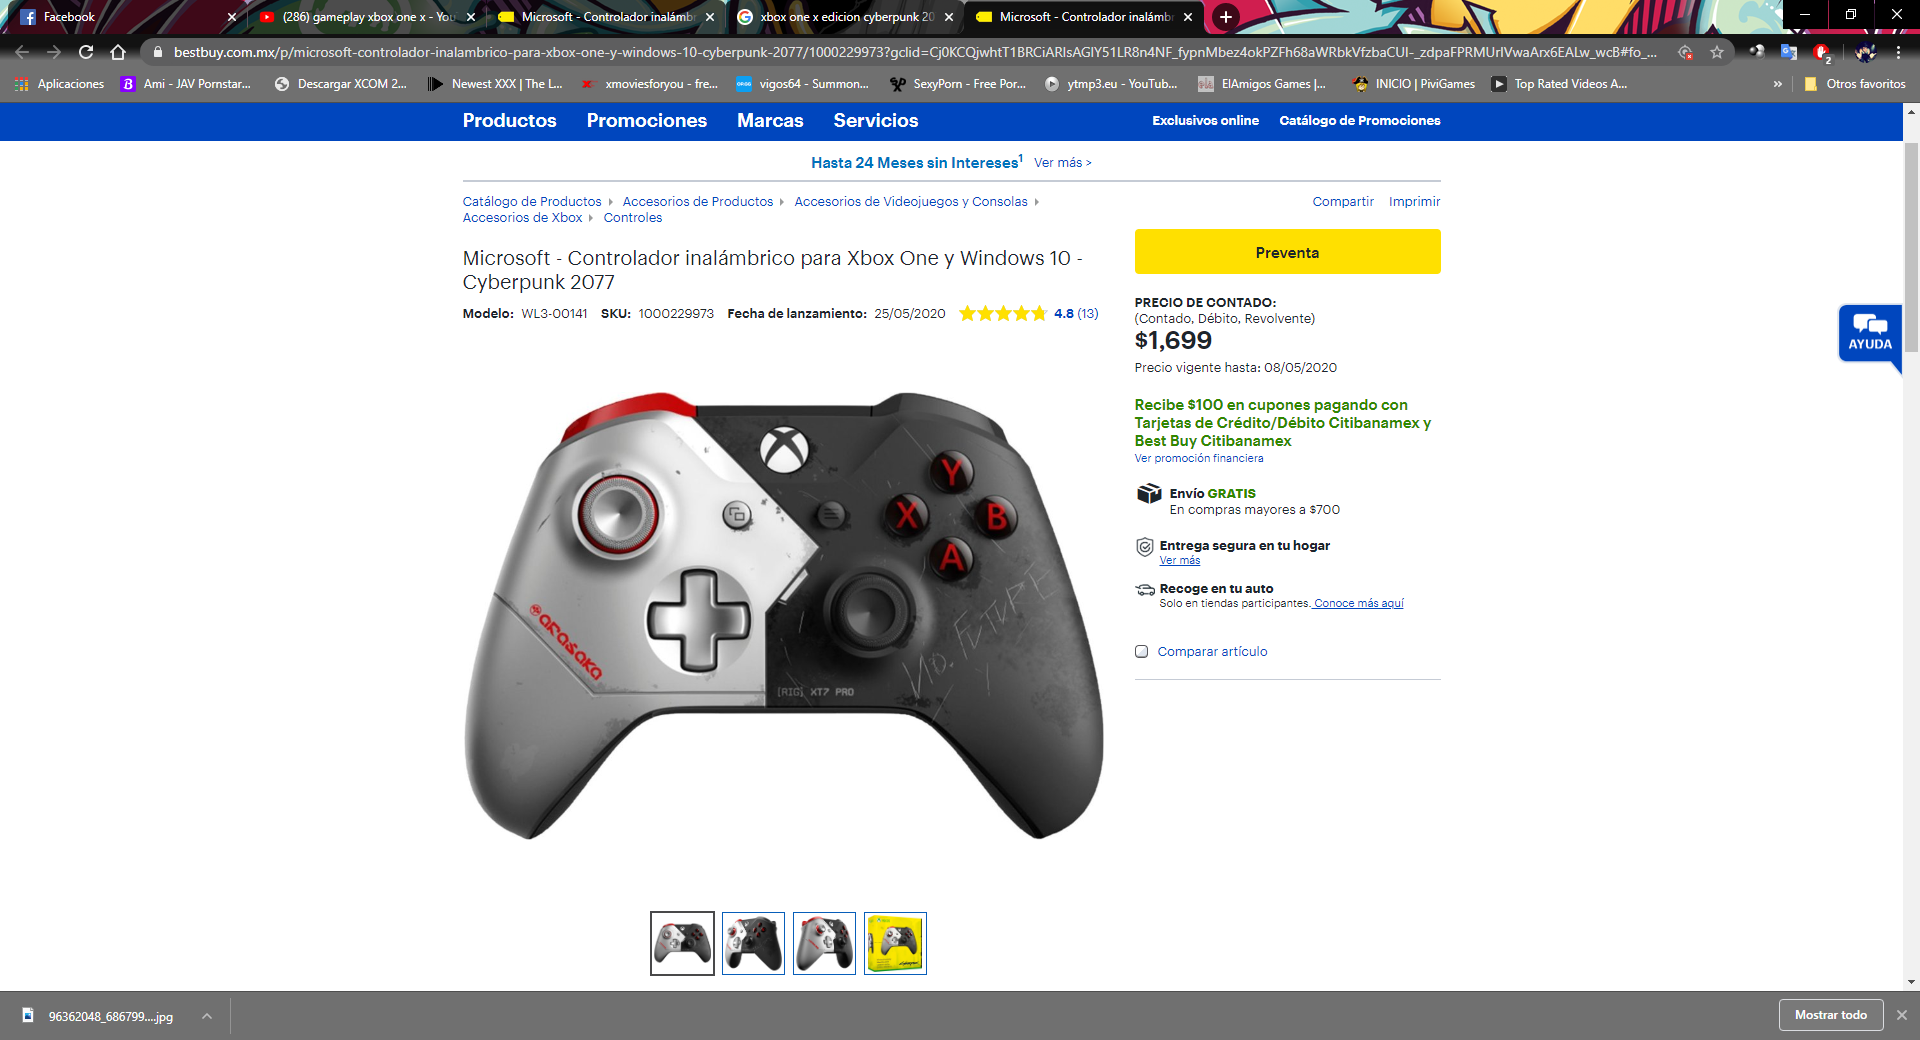 Facebook
(286) gameplay xbox one x - You
Microsoft - Controlador inalámb
xbox one x edicion cyberpunk 20
Microsoft - Controlador inalámb
bestbuy.com.mx/p/microsoft-controlador-inalambrico-para-xbox-one-y-windows-10-cyberpunk-2077/1000229973?gclid=Cj0KCQjwhtT1BRCiARIsAGlY51LR8n4NF_fypnMbez4okPZFh68aWRbkVfzbaCUI-_zdpaFPRMUrlVwaArx6EALw_wcB#fo_...
Aplicaciones
Ami - JAV Pornstar...
Descargar XCOM 2...
Newest XXX | The L...
xmoviesforyou - fre...
vigos64 - Summon...
SexyPorn - Free Por...
ytmp3.eu - YouTub...
ElAmigos Games |...
INICIO | PiviGames
Top Rated Videos A...
»
Otros favoritos
Productos
Promociones
Marcas
Servicios
Exclusivos online
Catálogo de Promociones
Hasta 24 Meses sin Intereses¹ Ver más >
Catálogo de Productos
Accesorios de Productos
Accesorios de Videojuegos y Consolas
Accesorios de Xbox
Controles
Compartir
Imprimir
Microsoft - Controlador inalámbrico para Xbox One y Windows 10 -
Cyberpunk 2077
Modelo: WL3-00141 SKU: 1000229973 Fecha de lanzamiento: 25/05/2020 4.8 (13)
Preventa
PRECIO DE CONTADO:
(Contado, Débito, Revolvente)
$1,699
Precio vigente hasta: 08/05/2020
Recibe $100 en cupones pagando con
Tarjetas de Crédito/Débito Citibanamex y
Best Buy Citibanamex
Ver promoción financiera
Envío GRATIS
En compras mayores a $700
Entrega segura en tu hogar
Ver más
Recoge en tu auto
Solo en tiendas participantes. Conoce más aquí
Comparar artículo
AYUDA
Y
X
B
A
arasaka
NO. FUTURE
[RIG] XT7 PRO
96362048_686799....jpg
Mostrar todo